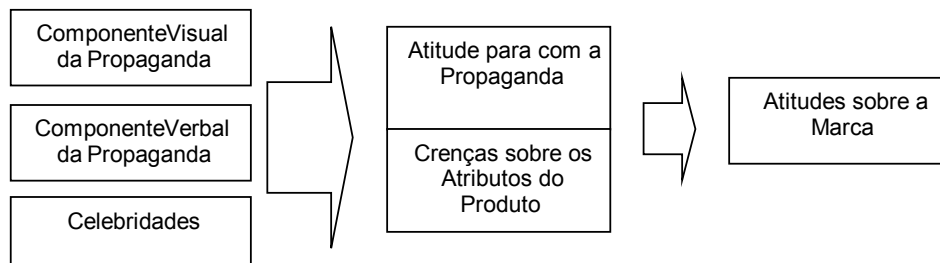 ComponenteVisual
da Propaganda
ComponenteVerbal
da Propaganda
Celebridades
Atitude para com a
Propaganda
Crenças sobre os
Atributos do
Produto
Atitudes sobre a
Marca